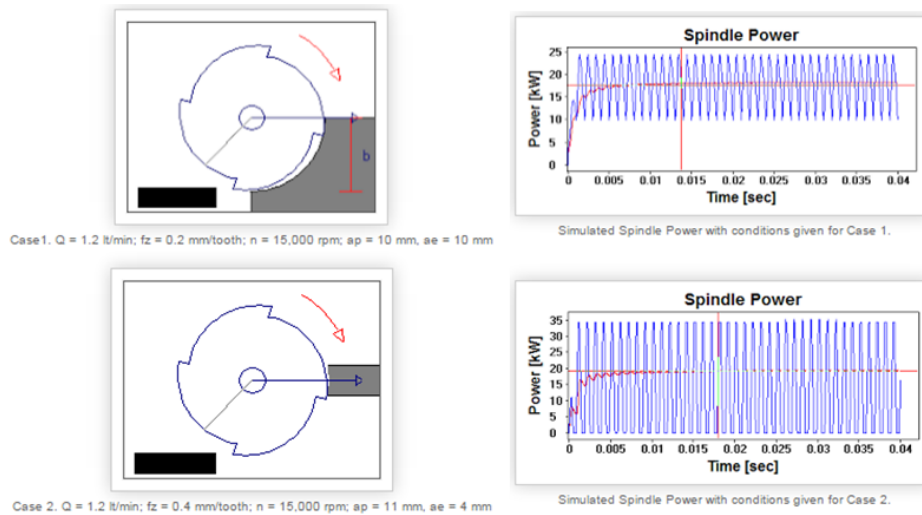 b
Case1. Q = 1.2 lt/min; fz = 0.2 mm/tooth; n = 15,000 rpm; ap = 10 mm, ae = 10 mm
Spindle Power
Power [kW]
25
20
15
10
5
0
0 0.005 0.01 0.015 0.02 0.025 0.03 0.035 0.04
Time [sec]
Simulated Spindle Power with conditions given for Case 1.
Case 2. Q = 1.2 lt/min; fz = 0.4 mm/tooth; n = 15,000 rpm; ap = 11 mm, ae = 4 mm
Spindle Power
Power [kW]
35
30
25
20
15
10
5
0
0 0.005 0.01 0.015 0.02 0.025 0.03 0.035 0.04
Time [sec]
Simulated Spindle Power with conditions given for Case 2.